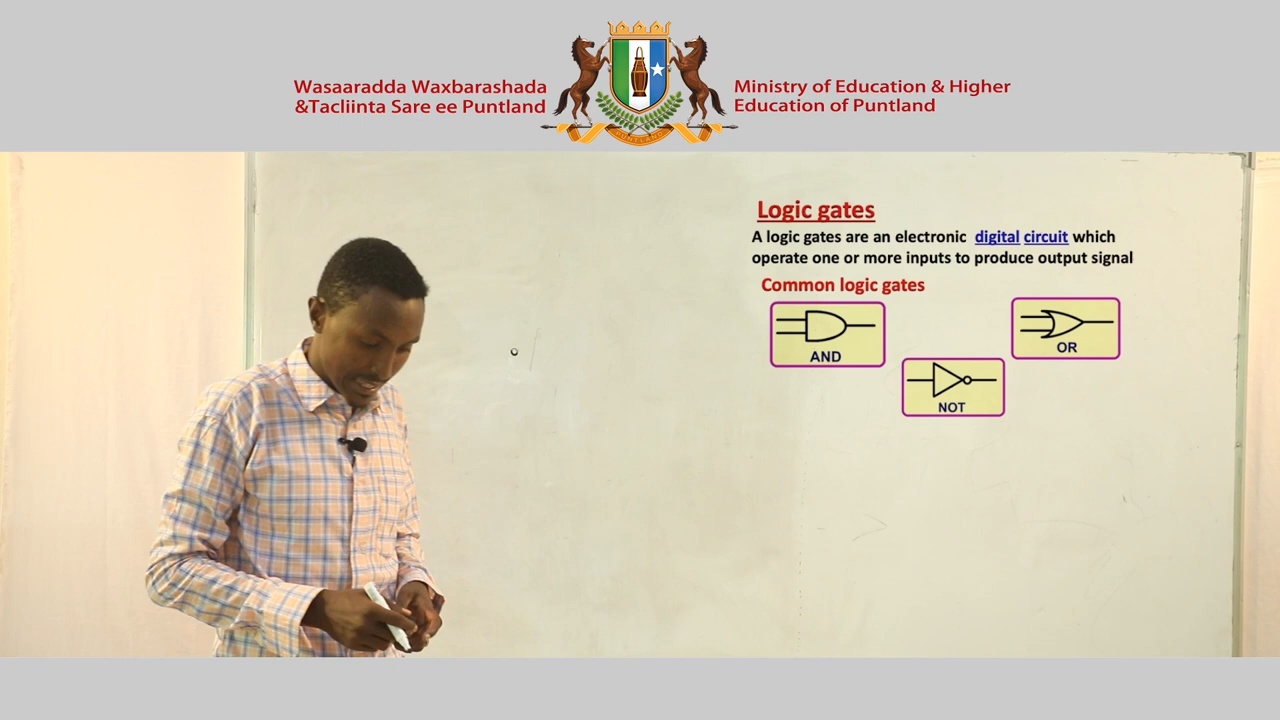 Wasaaradda Waxbarashada
&Tacliinta Sare ee Puntland
Ministry of Education & Higher
Education of Puntland
PUNTLAND
Logic gates
A logic gates are an electronic digital circuit which
operate one or more inputs to produce output signal
Common logic gates
AND
OR
NOT